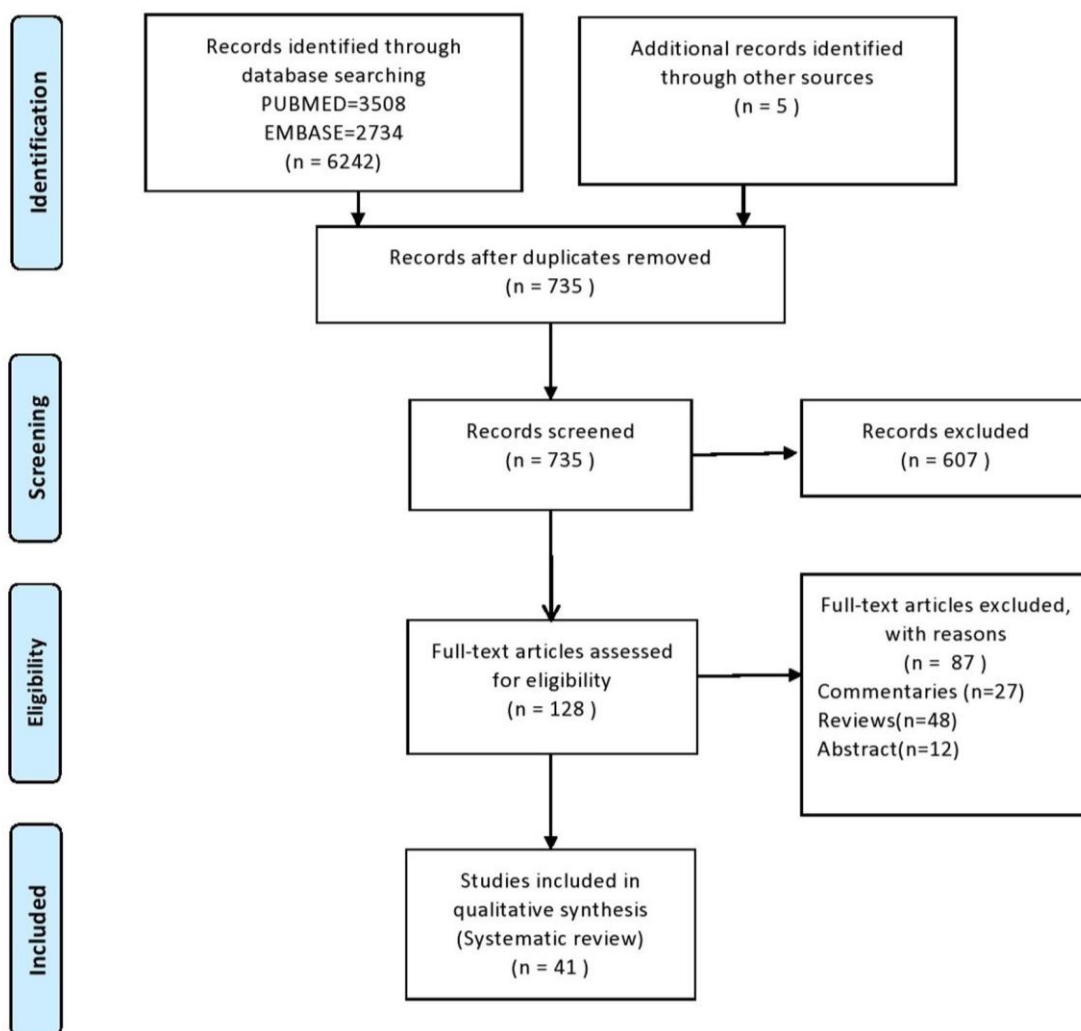 Identification
Records identified through
database searching
PUBMED=3508
EMBASE=2734
(n = 6242)
Additional records identified
through other sources
(n = 5 )
Records after duplicates removed
(n = 735 )
Screening
Records screened
(n = 735 )
Records excluded
(n = 607 )
Eligibility
Full-text articles assessed
for eligibility
(n = 128 )
Full-text articles excluded,
with reasons
(n = 87 )
Commentaries (n=27)
Reviews(n=48)
Abstract(n=12)
Included
Studies included in
qualitative synthesis
(Systematic review)
(n = 41 )